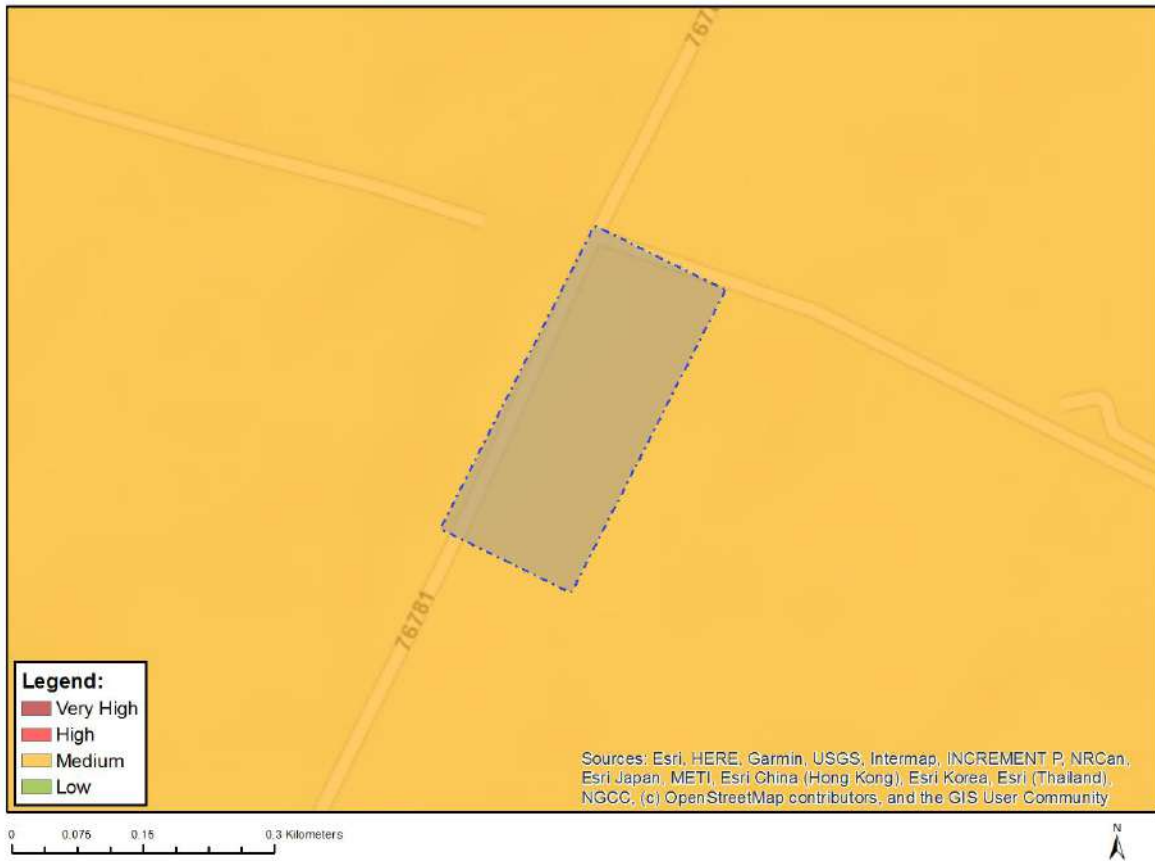 7678
76781
Legend:
Very High
High
Medium
Low
Sources: Esri, HERE, Garmin, USGS, Intermap, INCREMENT P, NRCan,
Esri Japan, METI, Esri China (Hong Kong), Esri Korea, Esri (Thailand),
NGCC, (c) OpenStreetMap contributors, and the GIS User Community
0 0.075 0.15 0.3 Kilometers
N